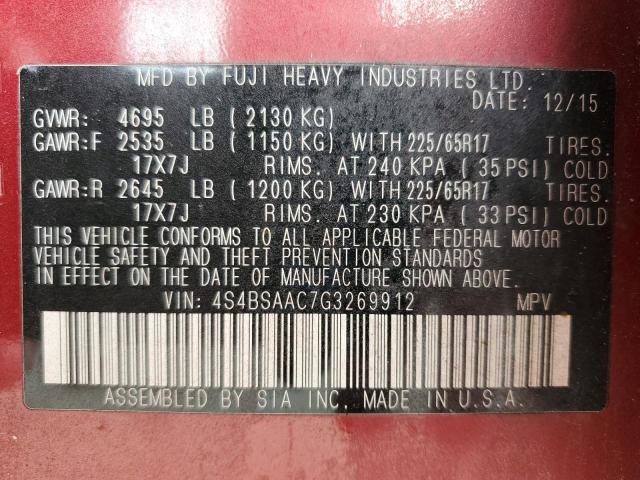 MFD BY FUJI HEAVY INDUSTRIES LTD.
DATE: 12/15
GVWR: 4695 LB ( 2130 KG)
GAWR:F 2535 LB ( 1150 KG) WITH 225/65R17 TIRES.
17X7J RIMS. AT 240 KPA ( 35 PSI) COLD
GAWR:R 2645 LB ( 1200 KG) WITH 225/65R17 TIRES.
17X7J RIMS. AT 230 KPA ( 33 PSI) COLD
THIS VEHICLE CONFORMS TO ALL APPLICABLE FEDERAL MOTOR
VEHICLE SAFETY AND THEFT PREVENTION STANDARDS
IN EFFECT ON THE DATE OF MANUFACTURE SHOWN ABOVE.
VIN: 4S4BSAAC7G3269912 MPV
ASSEMBLED BY SIA INC. MADE IN U.S.A.